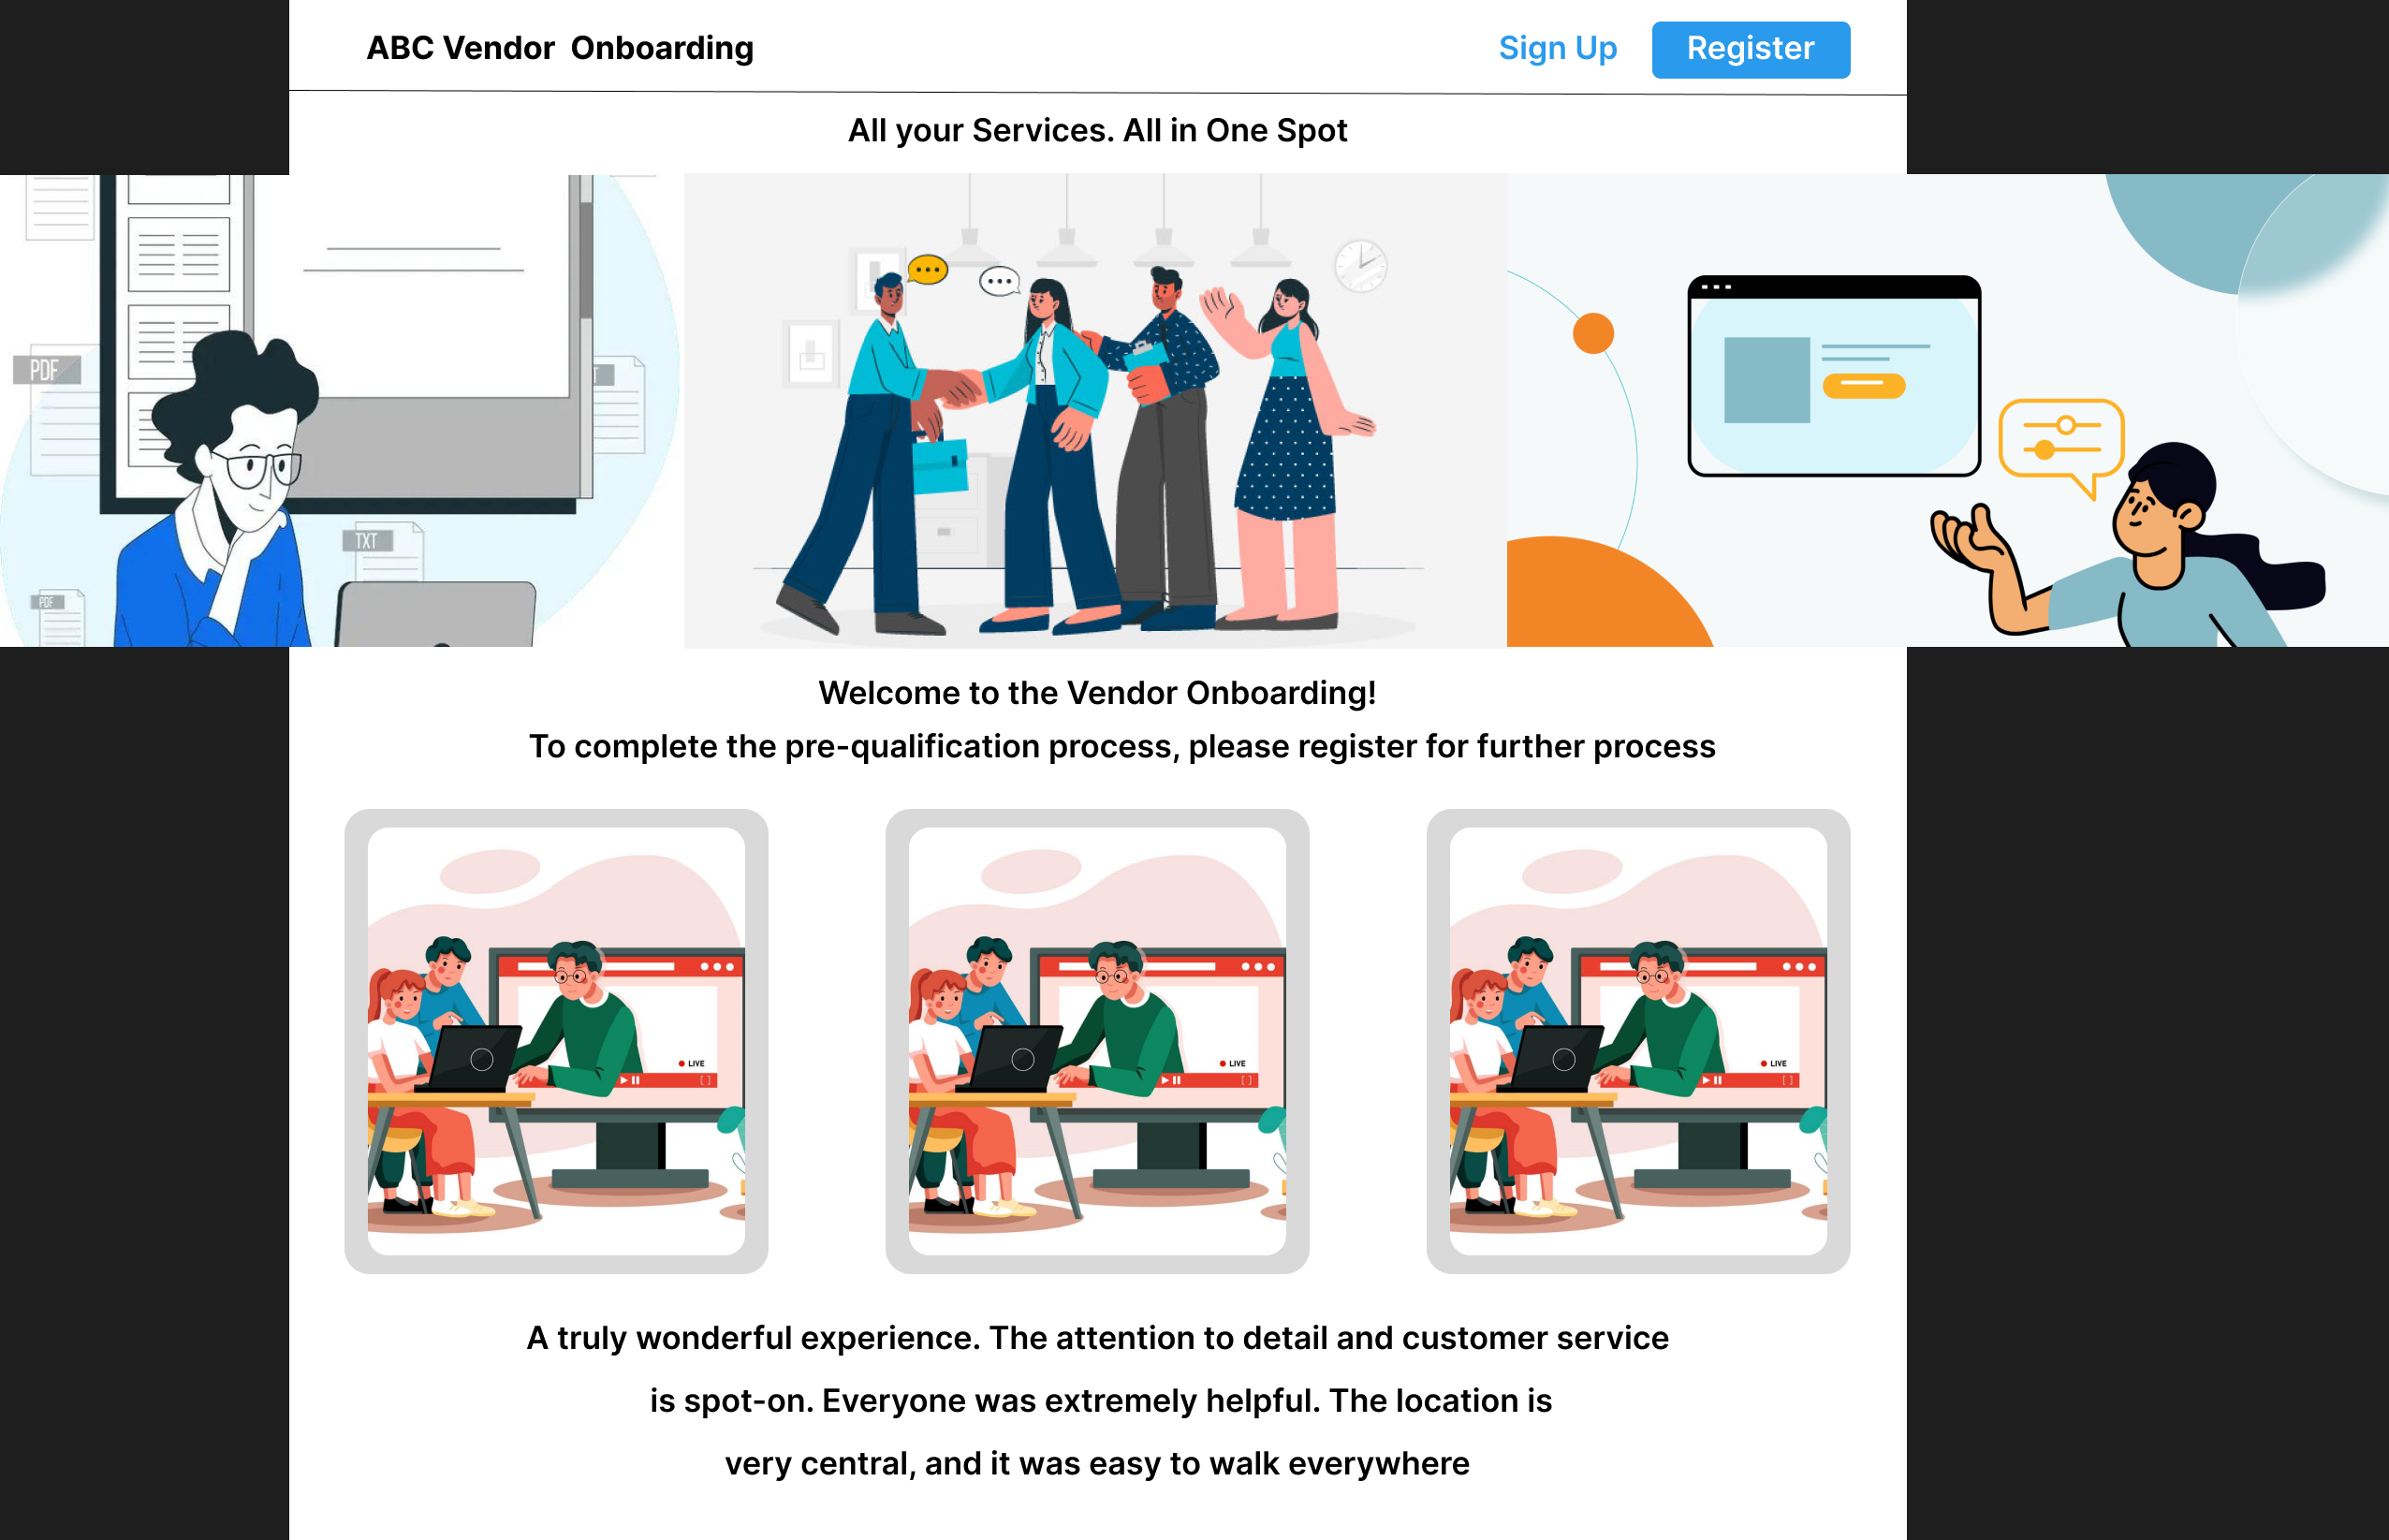 ABC Vendor  Onboarding
Sign Up
Register
All your Services. All in One Spot
PDF
T
TXT
PDF
Welcome to the Vendor Onboarding!
To complete the pre-qualification process, please register for further process
LIVE
LIVE
LIVE
A truly wonderful experience. The attention to detail and customer service
is spot-on. Everyone was extremely helpful. The location is
very central, and it was easy to walk everywhere